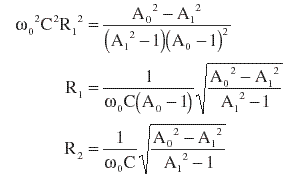 ω₀²C²R₁² = (A₀² − A₁²) / ((A₁² − 1)(A₀ − 1)²)
R₁ = 1 / (ω₀C(A₀ − 1)) √((A₀² − A₁²) / (A₁² − 1))
R₂ = 1 / (ω₀C) √((A₀² − A₁²) / (A₁² − 1))